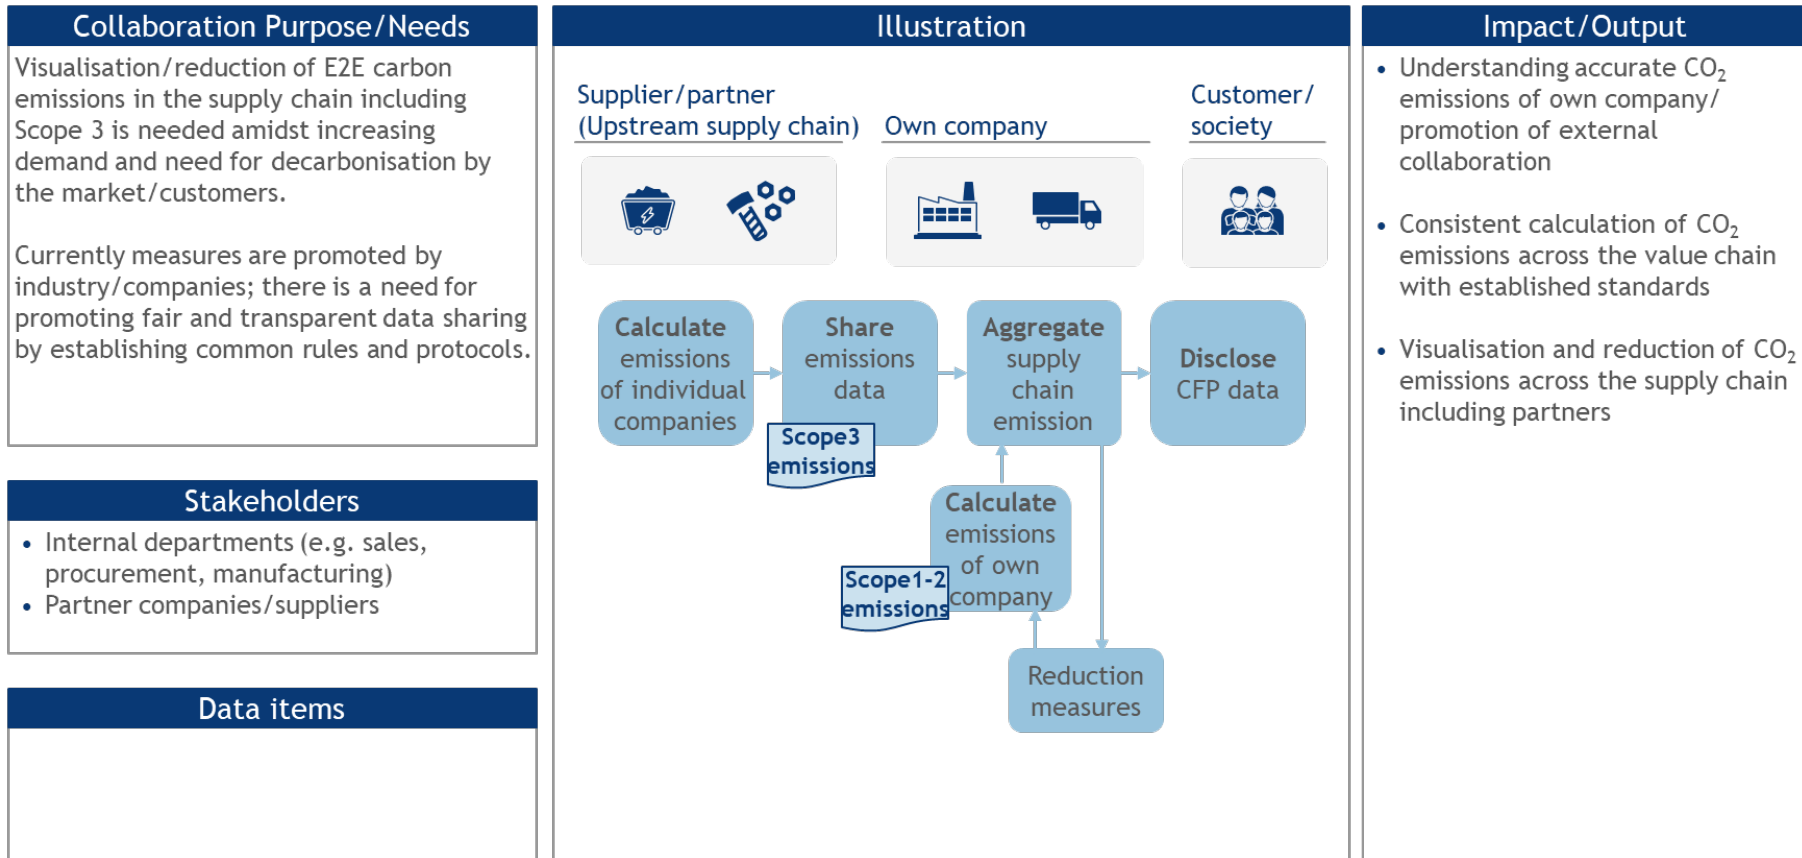 Collaboration Purpose/Needs
Visualisation/reduction of E2E carbon
emissions in the supply chain including
Scope 3 is needed amidst increasing
demand and need for decarbonisation by
the market/customers.
Currently measures are promoted by
industry/companies; there is a need for
promoting fair and transparent data sharing
by establishing common rules and protocols.
Stakeholders
• Internal departments (e.g. sales,
procurement, manufacturing)
• Partner companies/suppliers
Data items
Illustration
Supplier/partner
(Upstream supply chain)
Own company
Customer/
society
Calculate
emissions
of individual
companies
Share
emissions
data
Scope3
emissions
Aggregate
supply
chain
emission
Disclose
CFP data
Calculate
emissions
of own
company
Scope1-2
emissions
Reduction
measures
Impact/Output
• Understanding accurate CO₂
emissions of own company/
promotion of external
collaboration
• Consistent calculation of CO₂
emissions across the value chain
with established standards
• Visualisation and reduction of CO₂
emissions across the supply chain
including partners